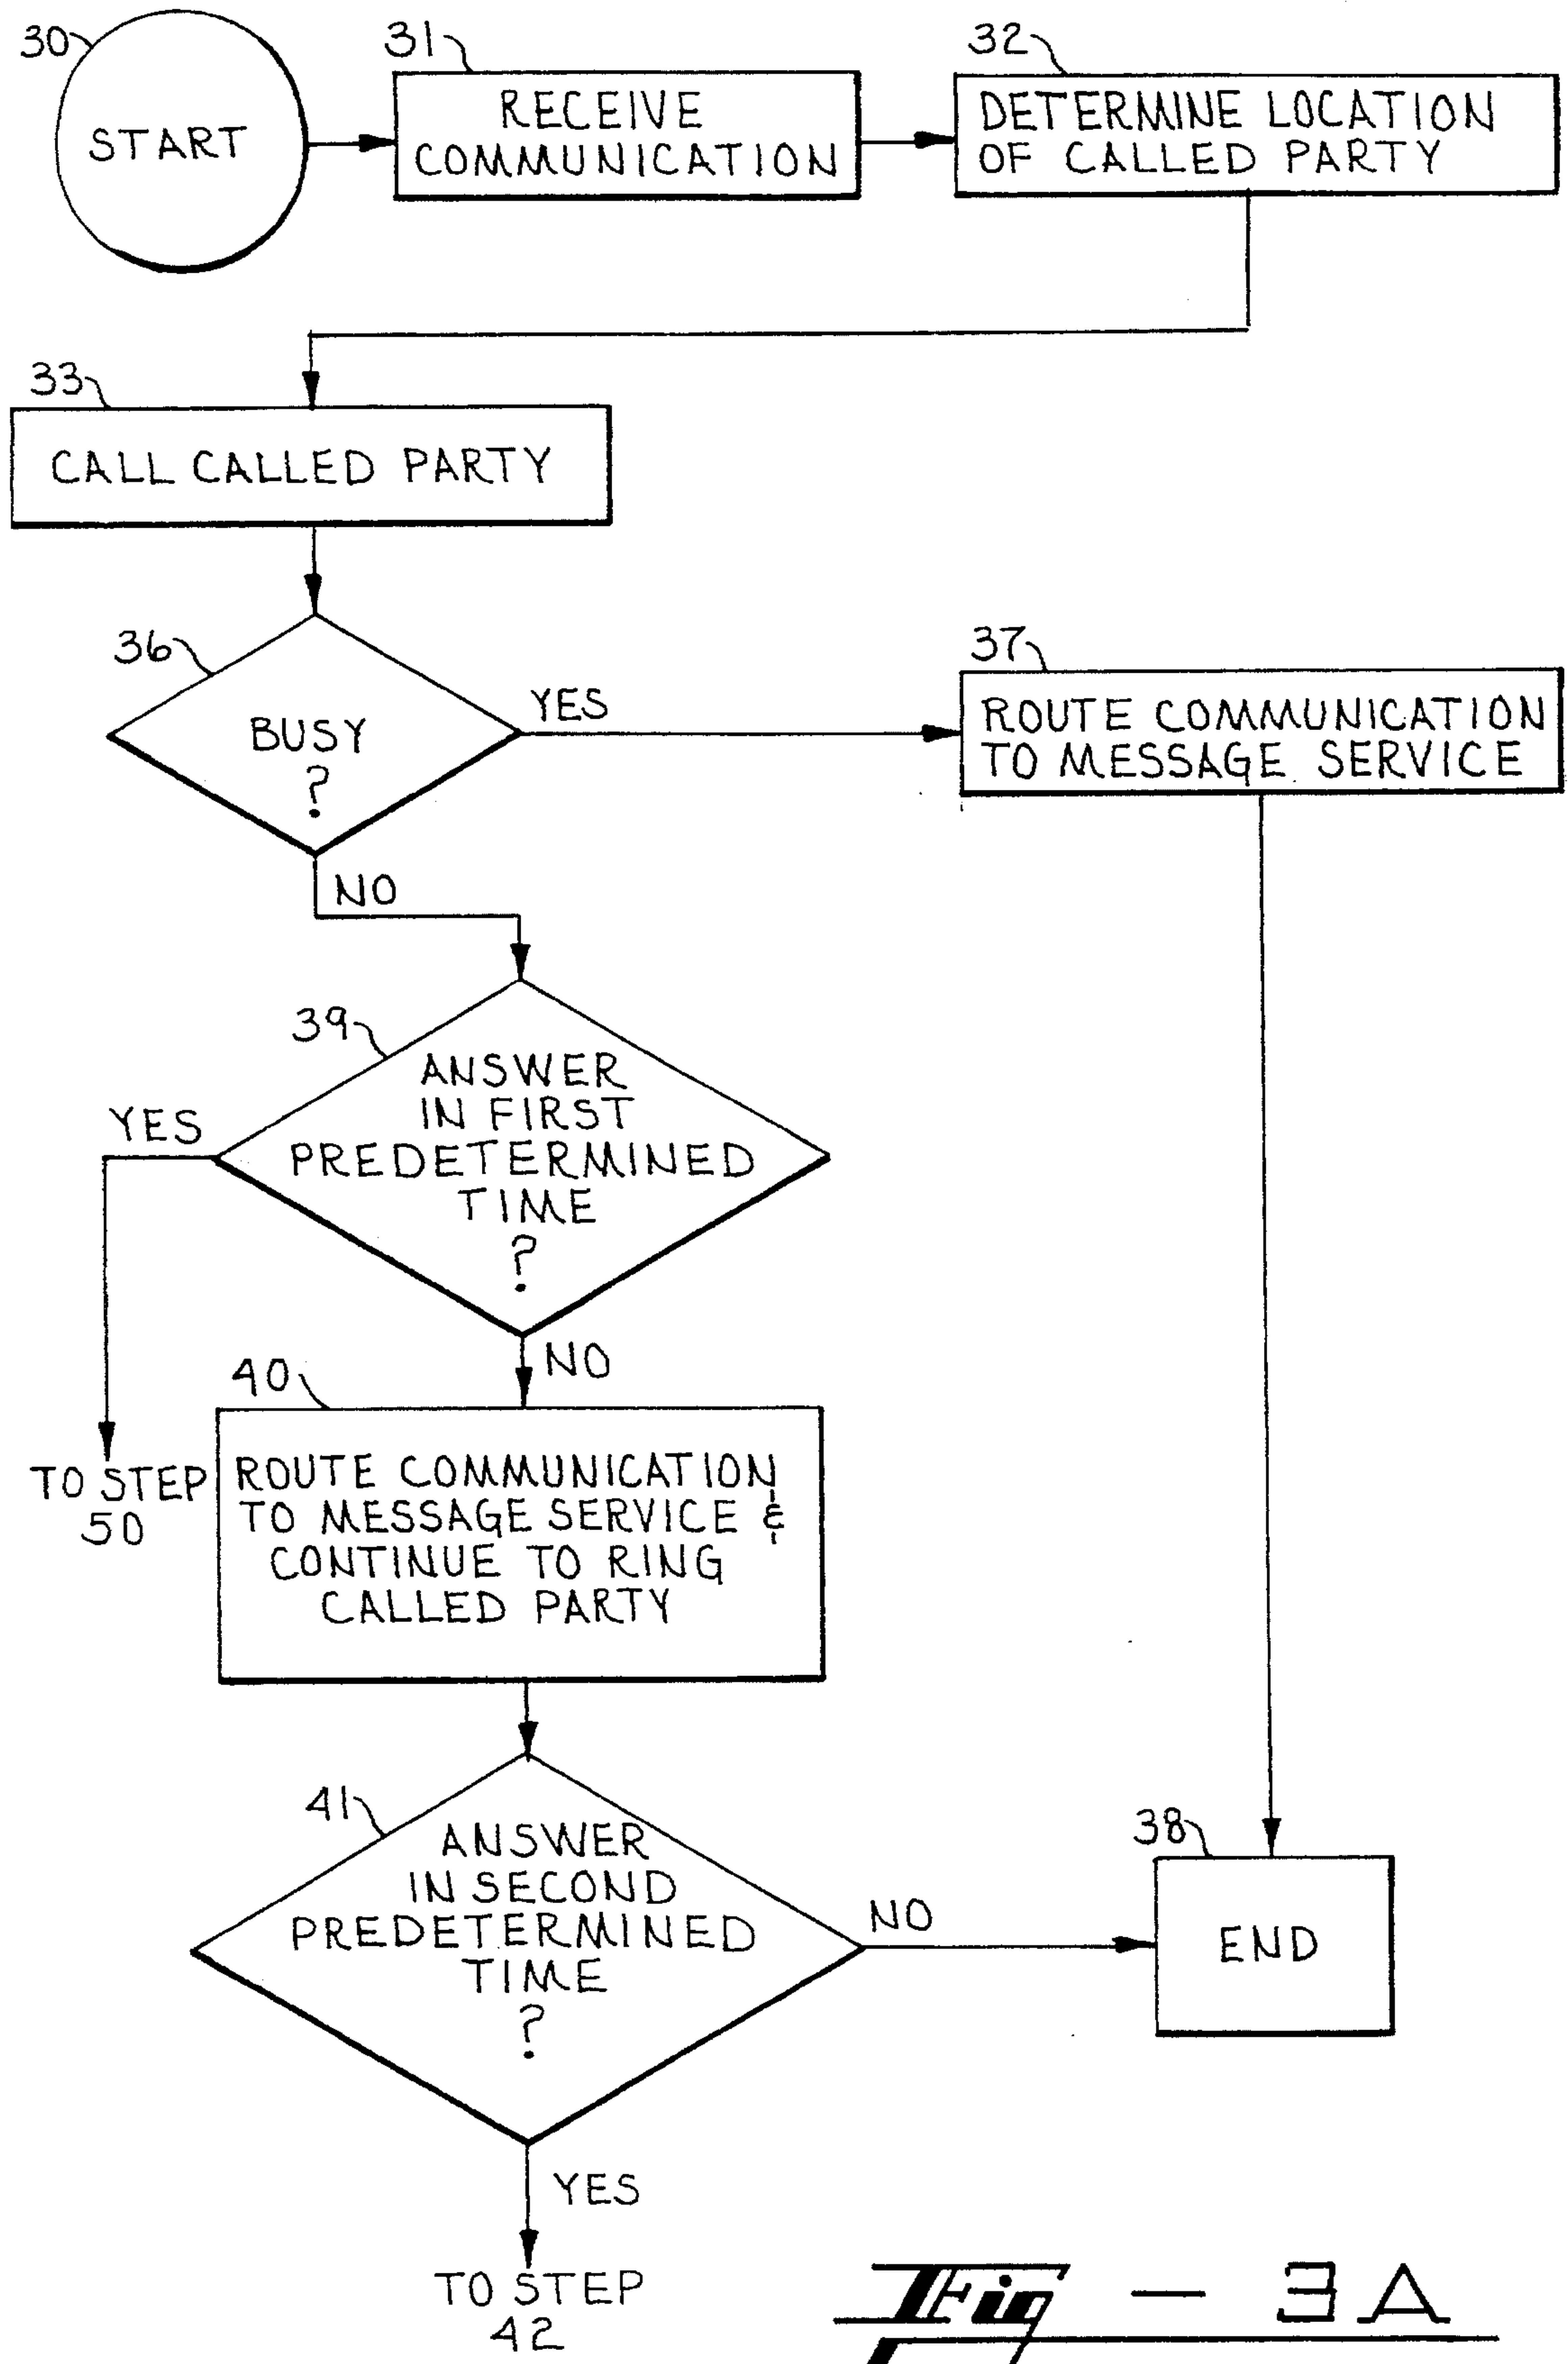 30
START
31
RECEIVE
COMMUNICATION
32
DETERMINE LOCATION
OF CALLED PARTY
33
CALL CALLED PARTY
36
BUSY
?
YES
37
ROUTE COMMUNICATION
TO MESSAGE SERVICE
NO
39
ANSWER
IN FIRST
PREDETERMINED
TIME
?
YES
TO STEP
50
NO
40
ROUTE COMMUNICATION
TO MESSAGE SERVICE &
CONTINUE TO RING
CALLED PARTY
41
ANSWER
IN SECOND
PREDETERMINED
TIME
?
NO
38
END
YES
TO STEP
42
Fig - 3A